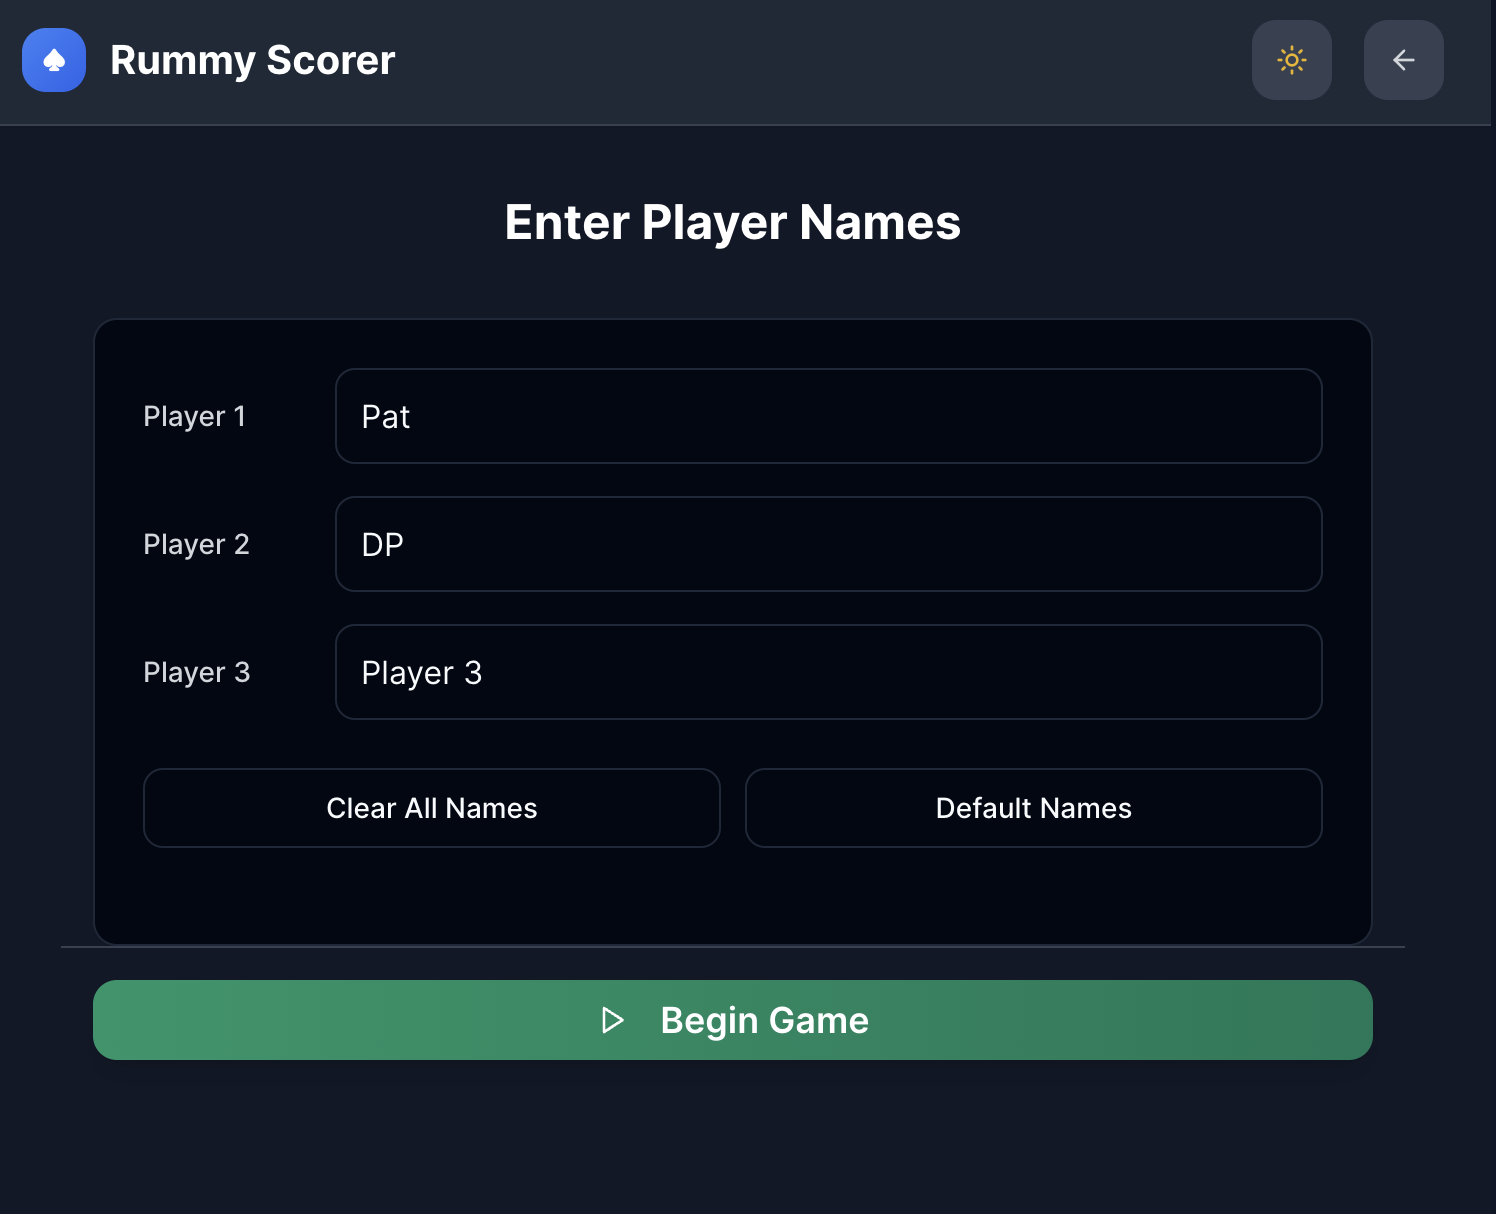 Rummy Scorer
Enter Player Names
Player 1
Pat
Player 2
DP
Player 3
Player 3
Clear All Names
Default Names
Begin Game